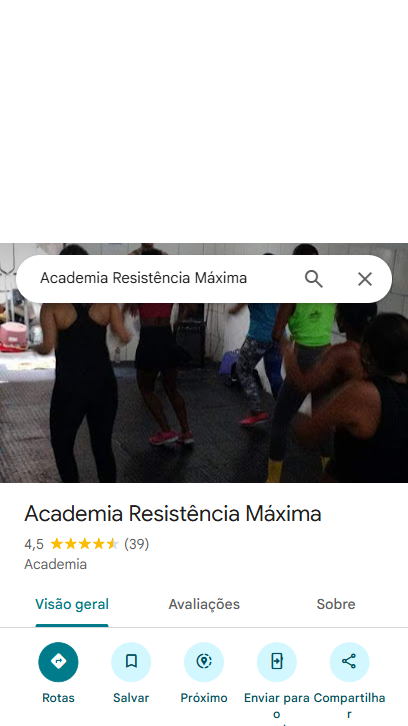 Academia Resistência Máxima
Academia Resistência Máxima
4,5 (39)
Academia
Visão geral
Avaliações
Sobre
Rotas
Salvar
Próximo
Enviar para
o
Compartilha
r